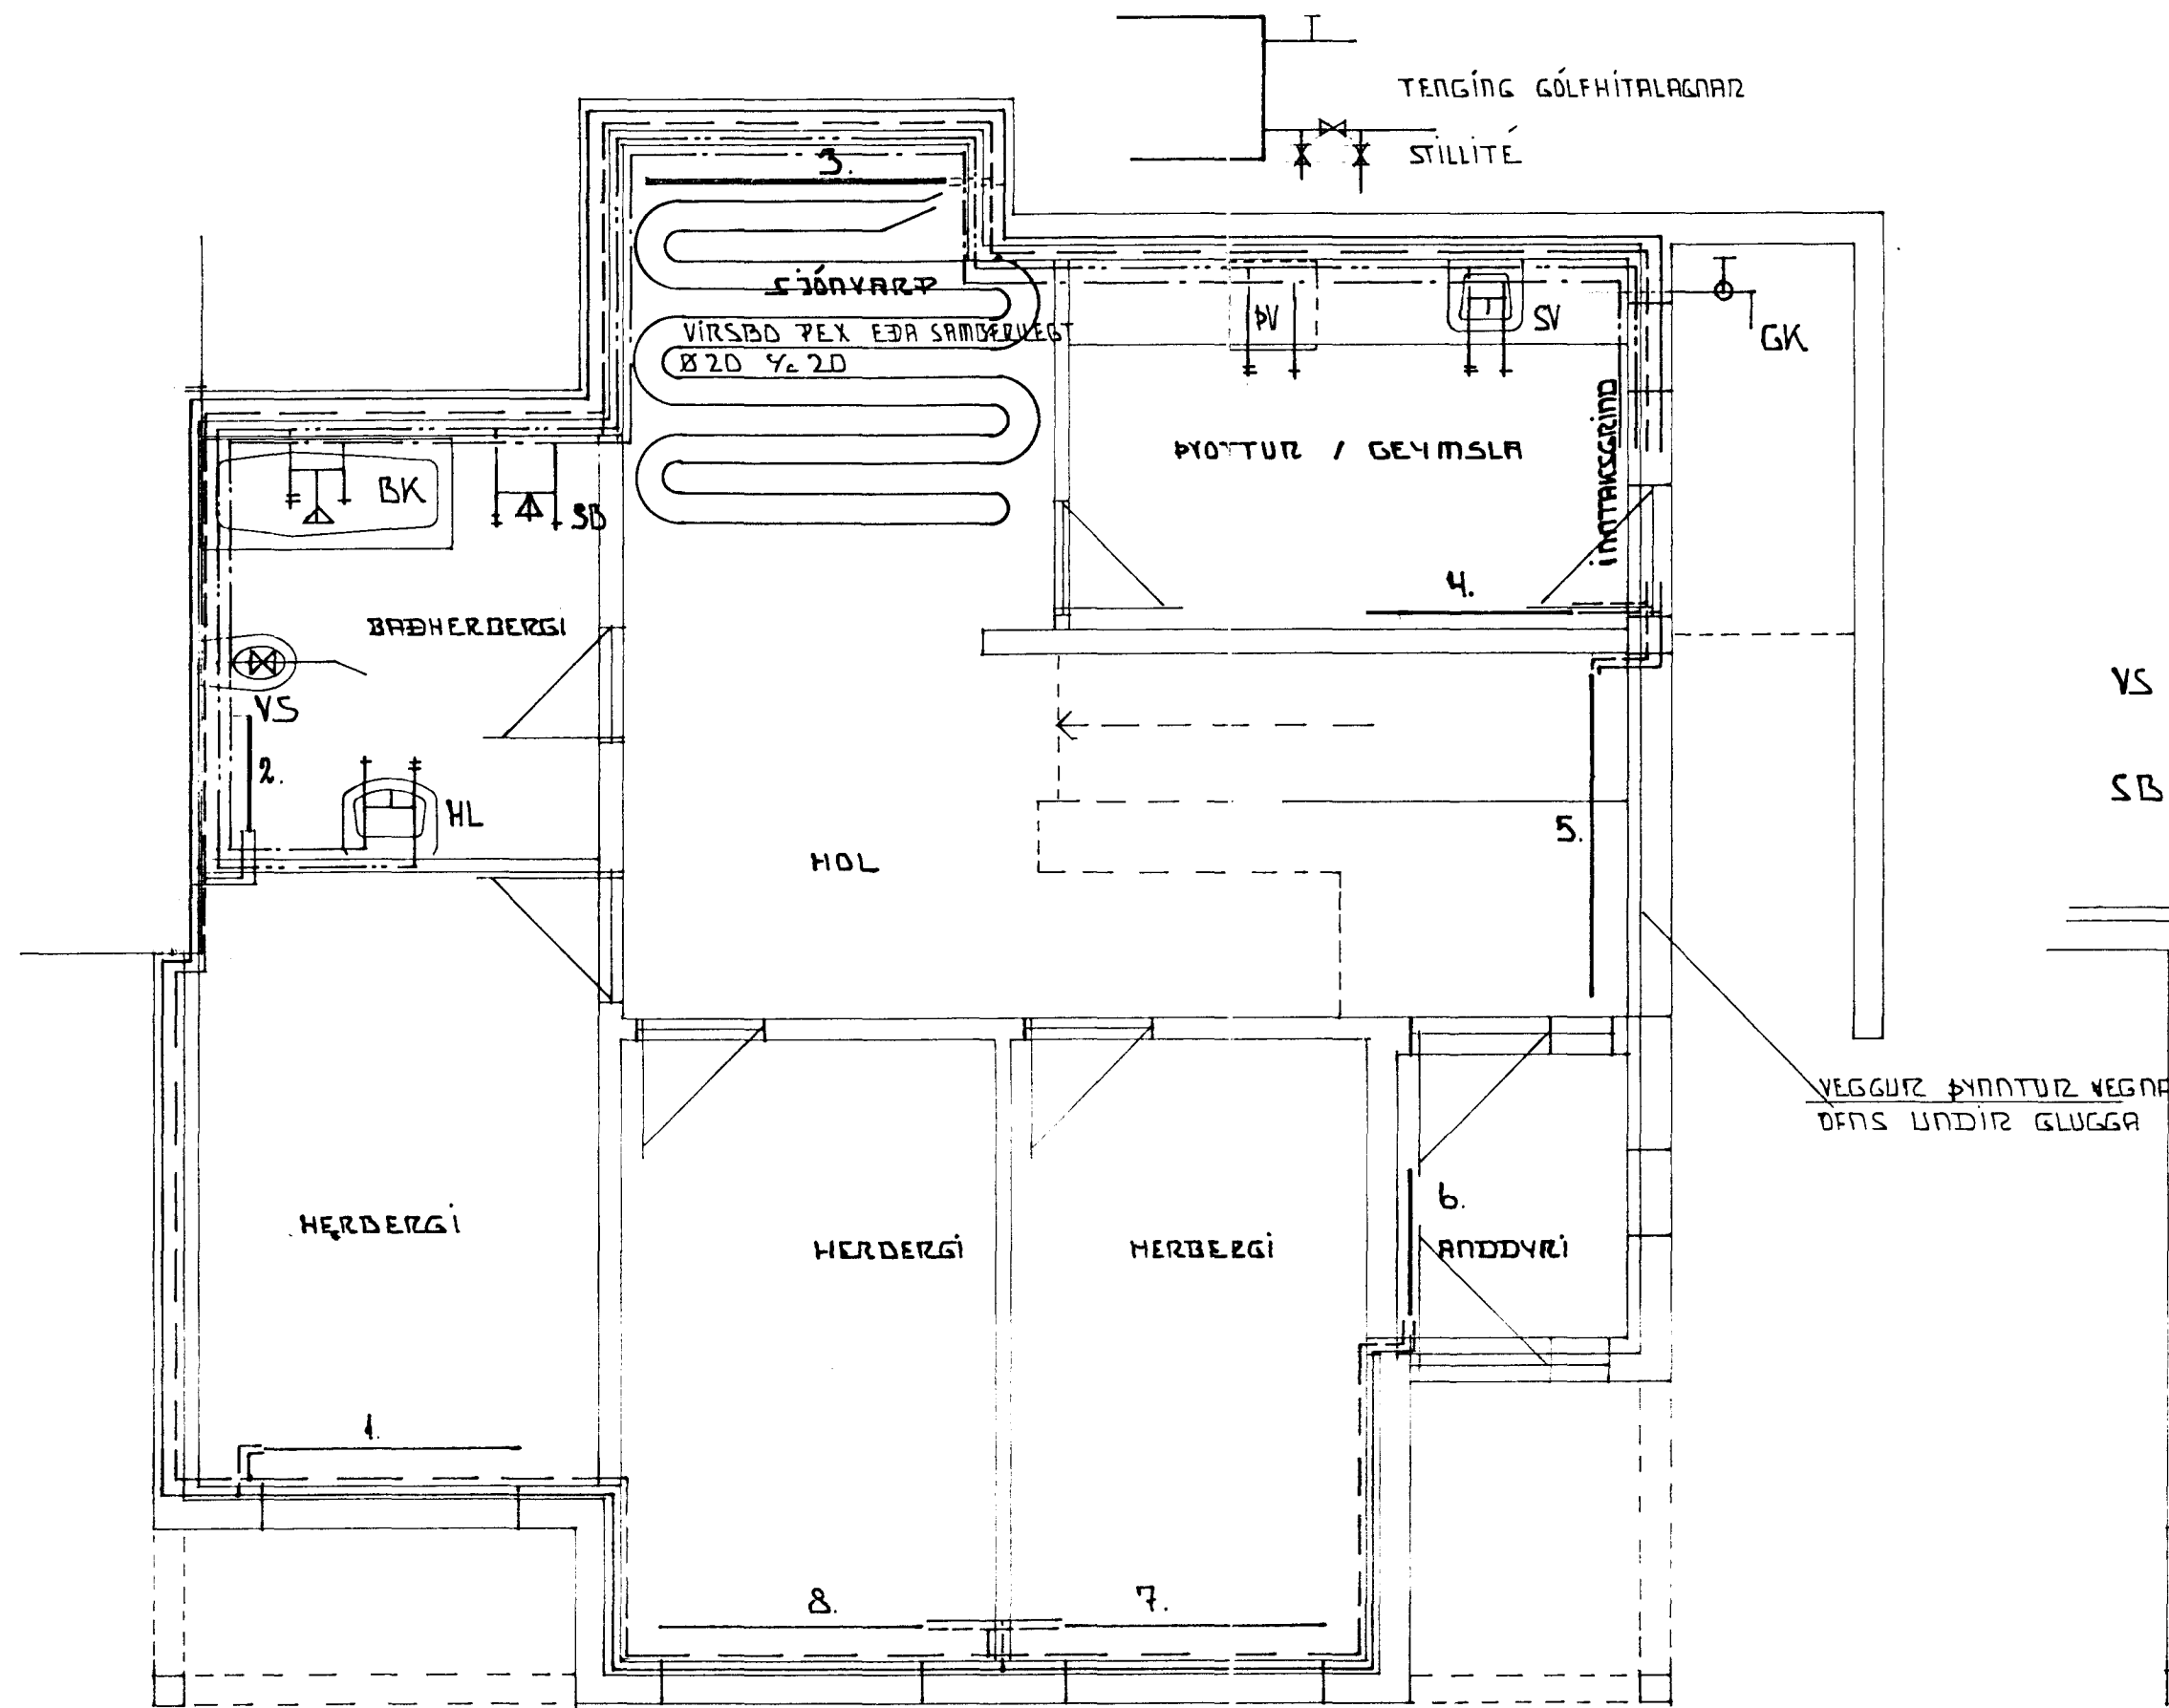 TENGING GÓLFHITALAGNAR
STILLITÉ
3.
SJÓNVARP
VIRSBO PEX EÐA SAMBÆRILEGT
Ø20 c/c 20
ÞV
SV
GK
ÞVOTTUR / GEYMSLA
INNTAKSGRIND
BK
SB
4.
BAÐHERBERGI
VS
VS
2.
SB
HL
5.
HOL
VEGGUR ÞYNNTUR VEGNA
OFNS UNDIR GLUGGA
6.
HERBERGI
HERBERGI
HERBERGI
ANDDYRI
1.
8.
7.